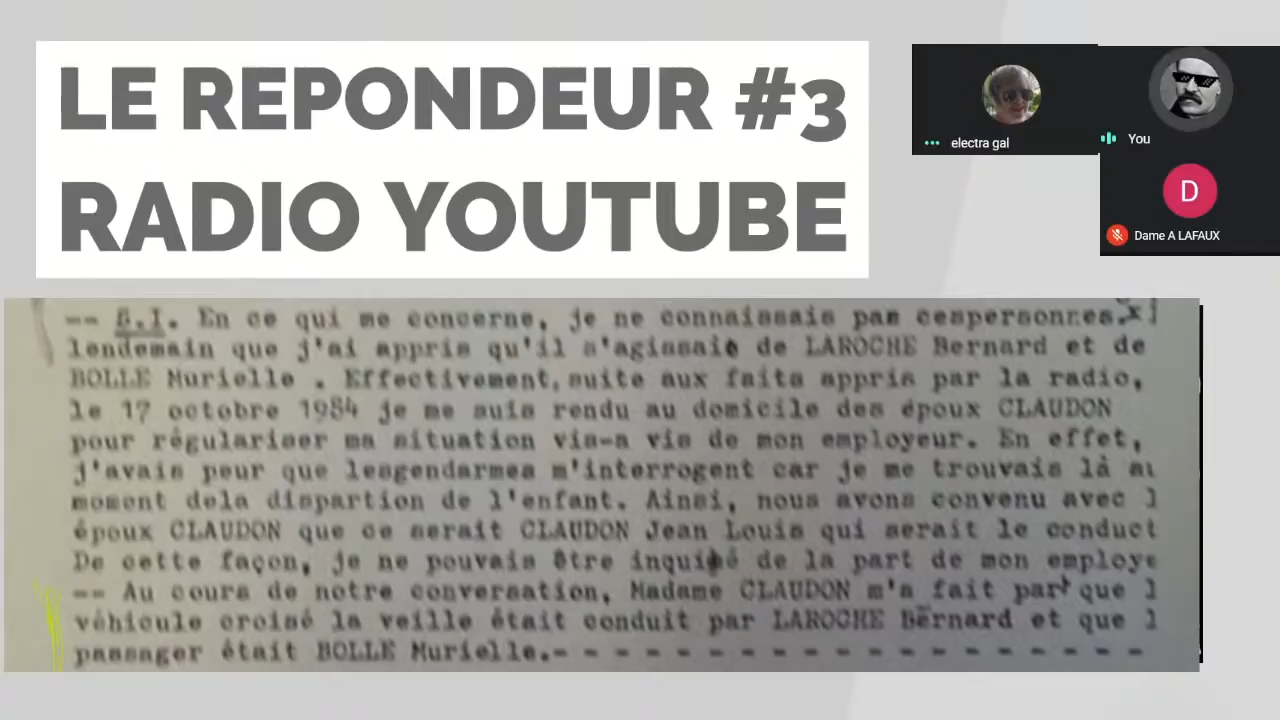 LE REPONDEUR #3
RADIO YOUTUBE
electra gal
You
D
Dame A LAFAUX
-- S.I. En ce qui me concerne, je ne connaissais pas cespersonnes.x
lendemain que j'ai appris qu'il s'agissait de LAROCHE Bernard et de
BOLLE Murielle . Effectivement, suite aux faits appris par la radio,
le 17 octobre 1984 je me suis rendu au domicile des époux CLAUDON
pour régulariser ma situation vis-a vis de mon employeur. En effet,
j'avais peur que lesgendarmes m'interrogent car je me trouvais là au
moment dela dispartion de l'enfant. Ainsi, nous avons convenu avec l
époux CLAUDON que ce serait CLAUDON Jean Louis qui serait le conduct
De cette façon, je ne pouvais être inquiété de la part de mon employe
-- Au cours de notre conversation, Madame CLAUDON m'a fait part que l
véhicule croisé la veille était conduit par LAROCHE Bernard et que l
passager était BOLLE Murielle.- - - - - - - - - - - - - - - - - - - -